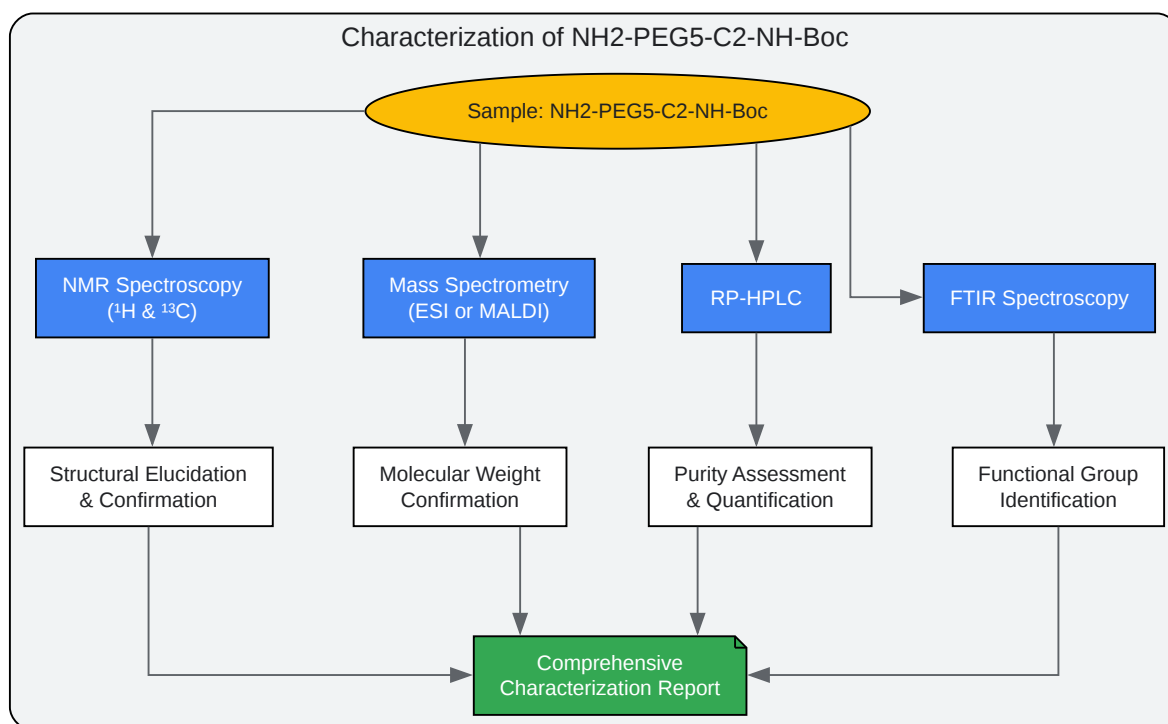 Characterization of NH2-PEG5-C2-NH-Boc
Sample: NH2-PEG5-C2-NH-Boc
NMR Spectroscopy
(¹H & ¹³C)
Mass Spectrometry
(ESI or MALDI)
RP-HPLC
FTIR Spectroscopy
Structural Elucidation
& Confirmation
Molecular Weight
Confirmation
Purity Assessment
& Quantification
Functional Group
Identification
Comprehensive
Characterization Report